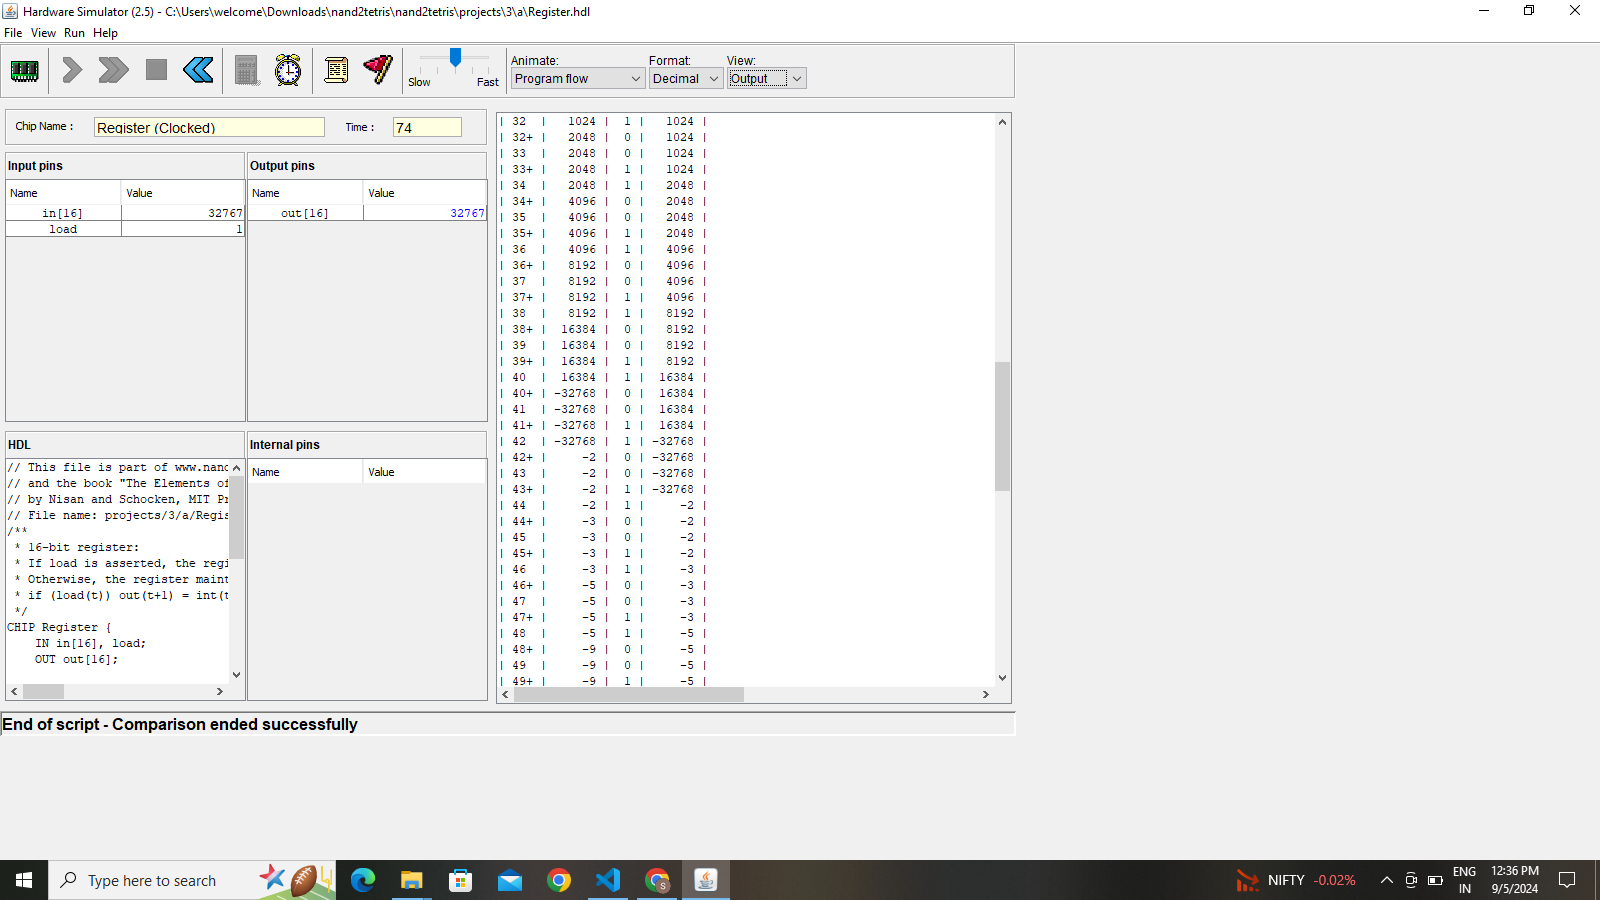 Hardware Simulator (2.5) - C:\Users\welcome\Downloads\nand2tetris\nand2tetris\projects\3\a\Register.hdl
File View Run Help
Slow Fast
Animate: Format: View:
Program flow Decimal Output
Chip Name : Register (Clocked) Time : 74
Input pins
Name Value
in[16] 32767
load 1
Output pins
Name Value
out[16] 32767
HDL
// This file is part of www.nand
// and the book "The Elements of
// by Nisan and Schocken, MIT Pr
// File name: projects/3/a/Regis
/**
* 16-bit register:
* If load is asserted, the regi
* Otherwise, the register maint
* if (load(t)) out(t+1) = int(t
*/
CHIP Register {
IN in[16], load;
OUT out[16];
Internal pins
Name Value
| 32 | 1024 | 1 | 1024 |
| 32+ | 2048 | 0 | 1024 |
| 33 | 2048 | 0 | 1024 |
| 33+ | 2048 | 1 | 1024 |
| 34 | 2048 | 1 | 2048 |
| 34+ | 4096 | 0 | 2048 |
| 35 | 4096 | 0 | 2048 |
| 35+ | 4096 | 1 | 2048 |
| 36 | 4096 | 1 | 4096 |
| 36+ | 8192 | 0 | 4096 |
| 37 | 8192 | 0 | 4096 |
| 37+ | 8192 | 1 | 4096 |
| 38 | 8192 | 1 | 8192 |
| 38+ | 16384 | 0 | 8192 |
| 39 | 16384 | 0 | 8192 |
| 39+ | 16384 | 1 | 8192 |
| 40 | 16384 | 1 | 16384 |
| 40+ | -32768 | 0 | 16384 |
| 41 | -32768 | 0 | 16384 |
| 41+ | -32768 | 1 | 16384 |
| 42 | -32768 | 1 | -32768 |
| 42+ | -2 | 0 | -32768 |
| 43 | -2 | 0 | -32768 |
| 43+ | -2 | 1 | -32768 |
| 44 | -2 | 1 | -2 |
| 44+ | -3 | 0 | -2 |
| 45 | -3 | 0 | -2 |
| 45+ | -3 | 1 | -2 |
| 46 | -3 | 1 | -3 |
| 46+ | -5 | 0 | -3 |
| 47 | -5 | 0 | -3 |
| 47+ | -5 | 1 | -3 |
| 48 | -5 | 1 | -5 |
| 48+ | -9 | 0 | -5 |
| 49 | -9 | 0 | -5 |
| 49+ | -9 | 1 | -5 |
End of script - Comparison ended successfully
Type here to search
S
NIFTY -0.02%
ENG
IN
12:36 PM
9/5/2024